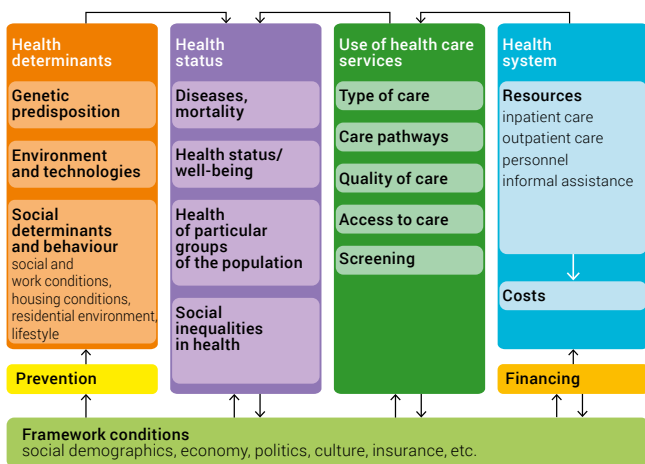 Health
determinants
Genetic
predisposition
Environment
and technologies
Social
determinants
and behaviour
social and
work conditions,
housing conditions,
residential environment,
lifestyle
Prevention
Health
status
Diseases,
mortality
Health status/
well-being
Health
of particular
groups
of the population
Social
inequalities
in health
Use of health care
services
Type of care
Care pathways
Quality of care
Access to care
Screening
Health
system
Resources
inpatient care
outpatient care
personnel
informal assistance
Costs
Financing
Framework conditions
social demographics, economy, politics, culture, insurance, etc.